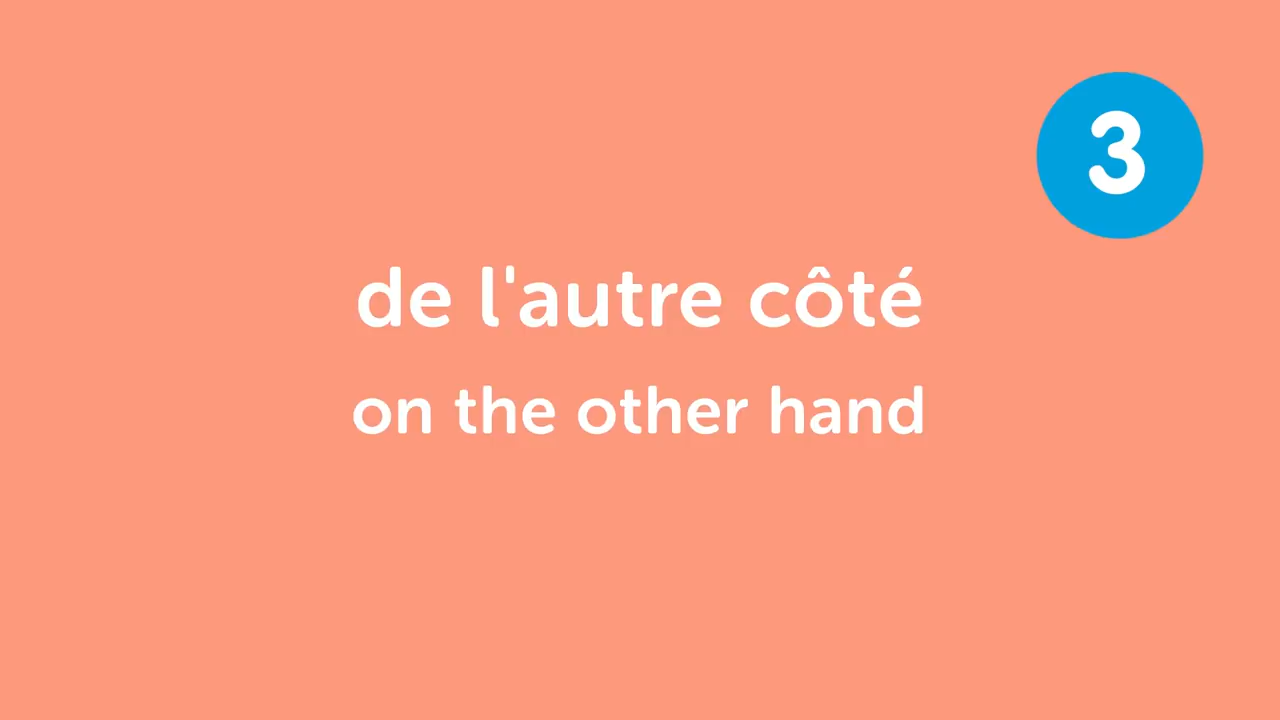 3
de l'autre côté
on the other hand